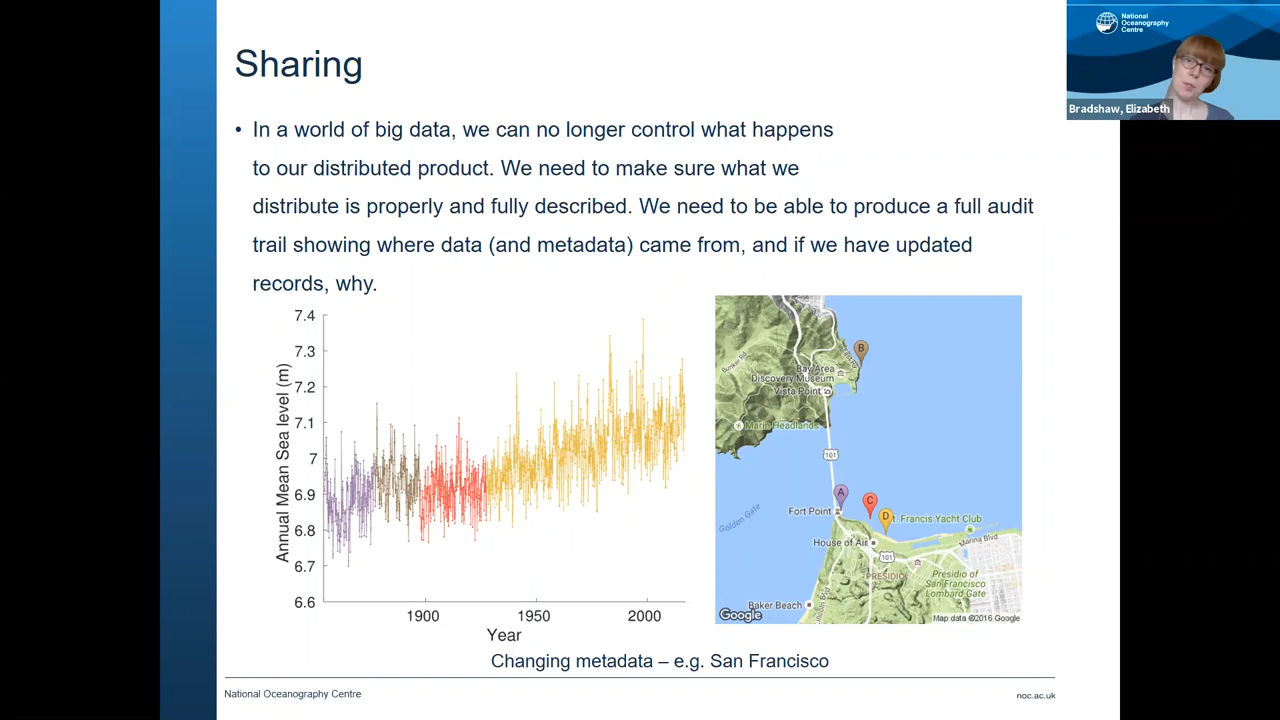 Sharing
• In a world of big data, we can no longer control what happens
to our distributed product. We need to make sure what we
distribute is properly and fully described. We need to be able to produce a full audit
trail showing where data (and metadata) came from, and if we have updated
records, why.
National
Oceanography
Centre
Bradshaw, Elizabeth
7.4
7.3
7.2
7.1
7
6.9
6.8
6.7
6.6
Annual Mean Sea level (m)
1900
1950
2000
Year
B
Bunker Rd
Bay Area
Discovery Museum
Vista Point
Marin Headlands
101
A
C
D
Fort Point
Golden Gate
Francis Yacht Club
House of Air
Marina Blvd
101
PRESIDIO
Presidio of
San Francisco
Lombard Gate
Baker Beach
Lincoln Blvd
Google
Map data ©2016 Google
Changing metadata – e.g. San Francisco
National Oceanography Centre
noc.ac.uk